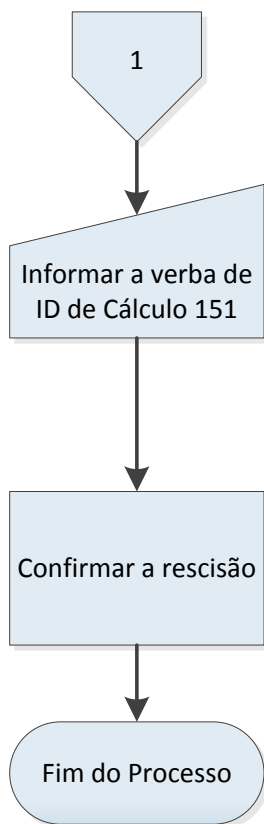 1
Informar a verba de
ID de Cálculo 151
Confirmar a rescisão
Fim do Processo